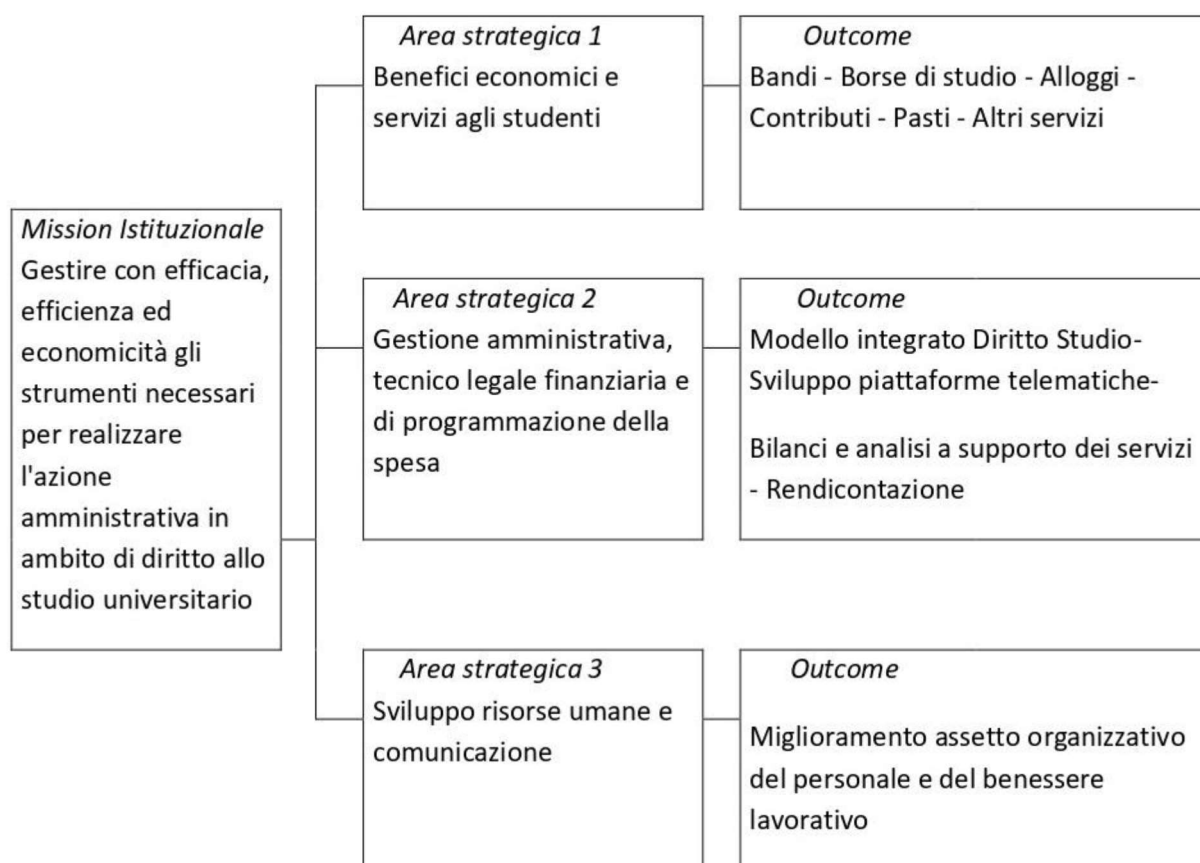 Mission Istituzionale
Gestire con efficacia,
efficienza ed
economicità gli
strumenti necessari
per realizzare
l'azione
amministrativa in
ambito di diritto allo
studio universitario
Area strategica 1
Benefici economici e
servizi agli studenti
Outcome
Bandi - Borse di studio - Alloggi -
Contributi - Pasti - Altri servizi
Area strategica 2
Gestione amministrativa,
tecnico legale finanziaria e
di programmazione della
spesa
Outcome
Modello integrato Diritto Studio-
Sviluppo piattaforme telematiche-
Bilanci e analisi a supporto dei servizi
- Rendicontazione
Area strategica 3
Sviluppo risorse umane e
comunicazione
Outcome
Miglioramento assetto organizzativo
del personale e del benessere
lavorativo